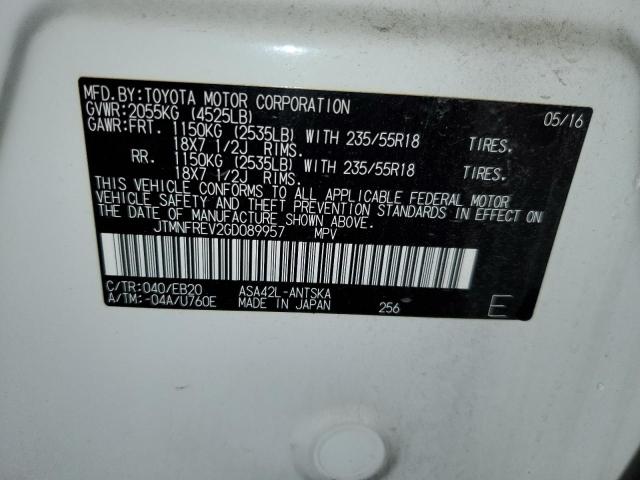 MFD.BY:TOYOTA MOTOR CORPORATION 05/16
GVWR:2055KG (4525LB)
GAWR:FRT. 1150KG (2535LB) WITH 235/55R18 TIRES.
18X7 1/2J RIMS.
RR. 1150KG (2535LB) WITH 235/55R18 TIRES.
18X7 1/2J RIMS.
THIS VEHICLE CONFORMS TO ALL APPLICABLE FEDERAL MOTOR
VEHICLE SAFETY AND THEFT PREVENTION STANDARDS IN EFFECT ON
THE DATE OF MANUFACTURE SHOWN ABOVE.
JTMNFREV2GD089957 MPV
C/TR:040/EB20 ASA42L-ANTSKA
A/TM:-04A/U760E MADE IN JAPAN 256 E